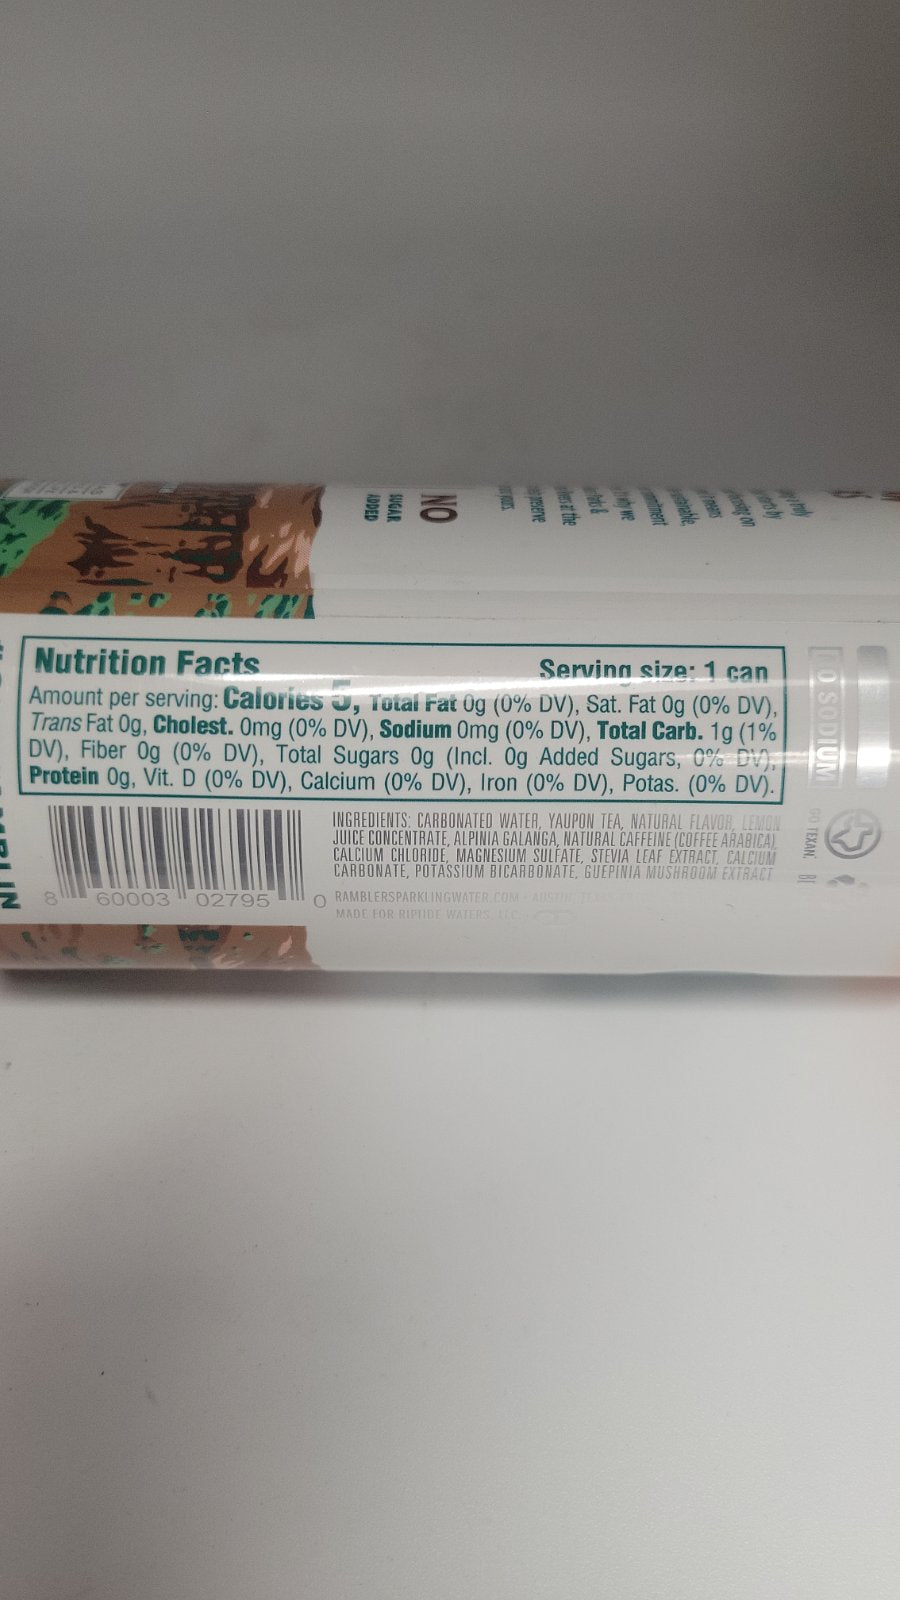 NO
SUGAR
ADDED
Nutrition Facts Serving size: 1 can
Amount per serving: Calories 5, Total Fat 0g (0% DV), Sat. Fat 0g (0% DV),
Trans Fat 0g, Cholest. 0mg (0% DV), Sodium 0mg (0% DV), Total Carb. 1g (1%
DV), Fiber 0g (0% DV), Total Sugars 0g (Incl. 0g Added Sugars, 0% DV),
Protein 0g, Vit. D (0% DV), Calcium (0% DV), Iron (0% DV), Potas. (0% DV).
INGREDIENTS: CARBONATED WATER, YAUPON TEA, NATURAL FLAVOR, LEMON
JUICE CONCENTRATE, ALPINIA GALANGA, NATURAL CAFFEINE (COFFEE ARABICA),
CALCIUM CHLORIDE, MAGNESIUM SULFATE, STEVIA LEAF EXTRACT, CALCIUM
CARBONATE, POTASSIUM BICARBONATE, GUEPINIA MUSHROOM EXTRACT
RAMBLERSPARKLINGWATER.COM • AUSTIN, TEXAS
MADE FOR RIPTIDE WATERS, LLC.
8 60003 02795 0
NO SODIUM
GO TEXAN.